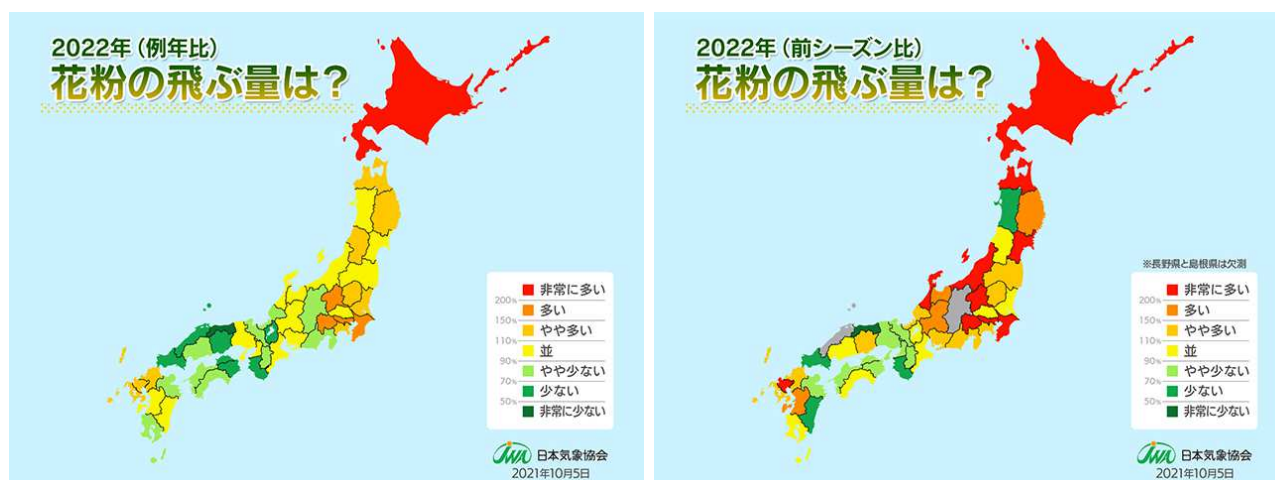 2022年（例年比）
花粉の飛ぶ量は？
非常に多い
200%
多い
150%
やや多い
110%
並
90%
やや少ない
70%
少ない
50%
非常に少ない
JWA 日本気象協会
2021年10月5日
2022年（前シーズン比）
花粉の飛ぶ量は？
※長野県と島根県は欠測
非常に多い
200%
多い
150%
やや多い
110%
並
90%
やや少ない
70%
少ない
50%
非常に少ない
JWA 日本気象協会
2021年10月5日